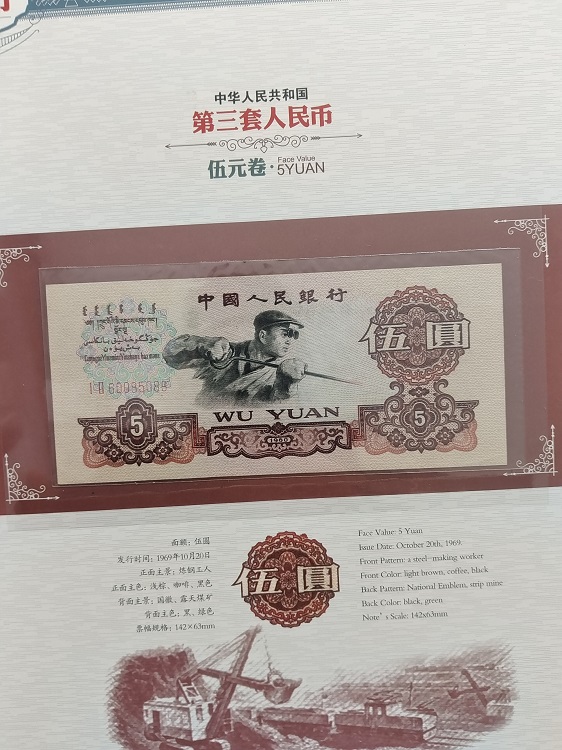 中华人民共和国
第三套人民币
伍元卷·
Face Value
5YUAN
中國人民銀行
伍圓
WU YUAN
5
1960
5
面额：伍圆
发行时间：1969年10月20日
正面主景：炼钢工人
正面主色：浅棕、咖啡、黑色
背面主景：国徽、露天煤矿
背面主色：黑、绿色
票幅规格：142×63mm
伍圓
Face Value: 5 Yuan
Issue Date: October 20th, 1969.
Front Pattern: a steel-making worker
Front Color: light brown, coffee, black
Back Pattern: National Emblem, strip mine
Back Color: black, green
Note's Scale: 142x63mm